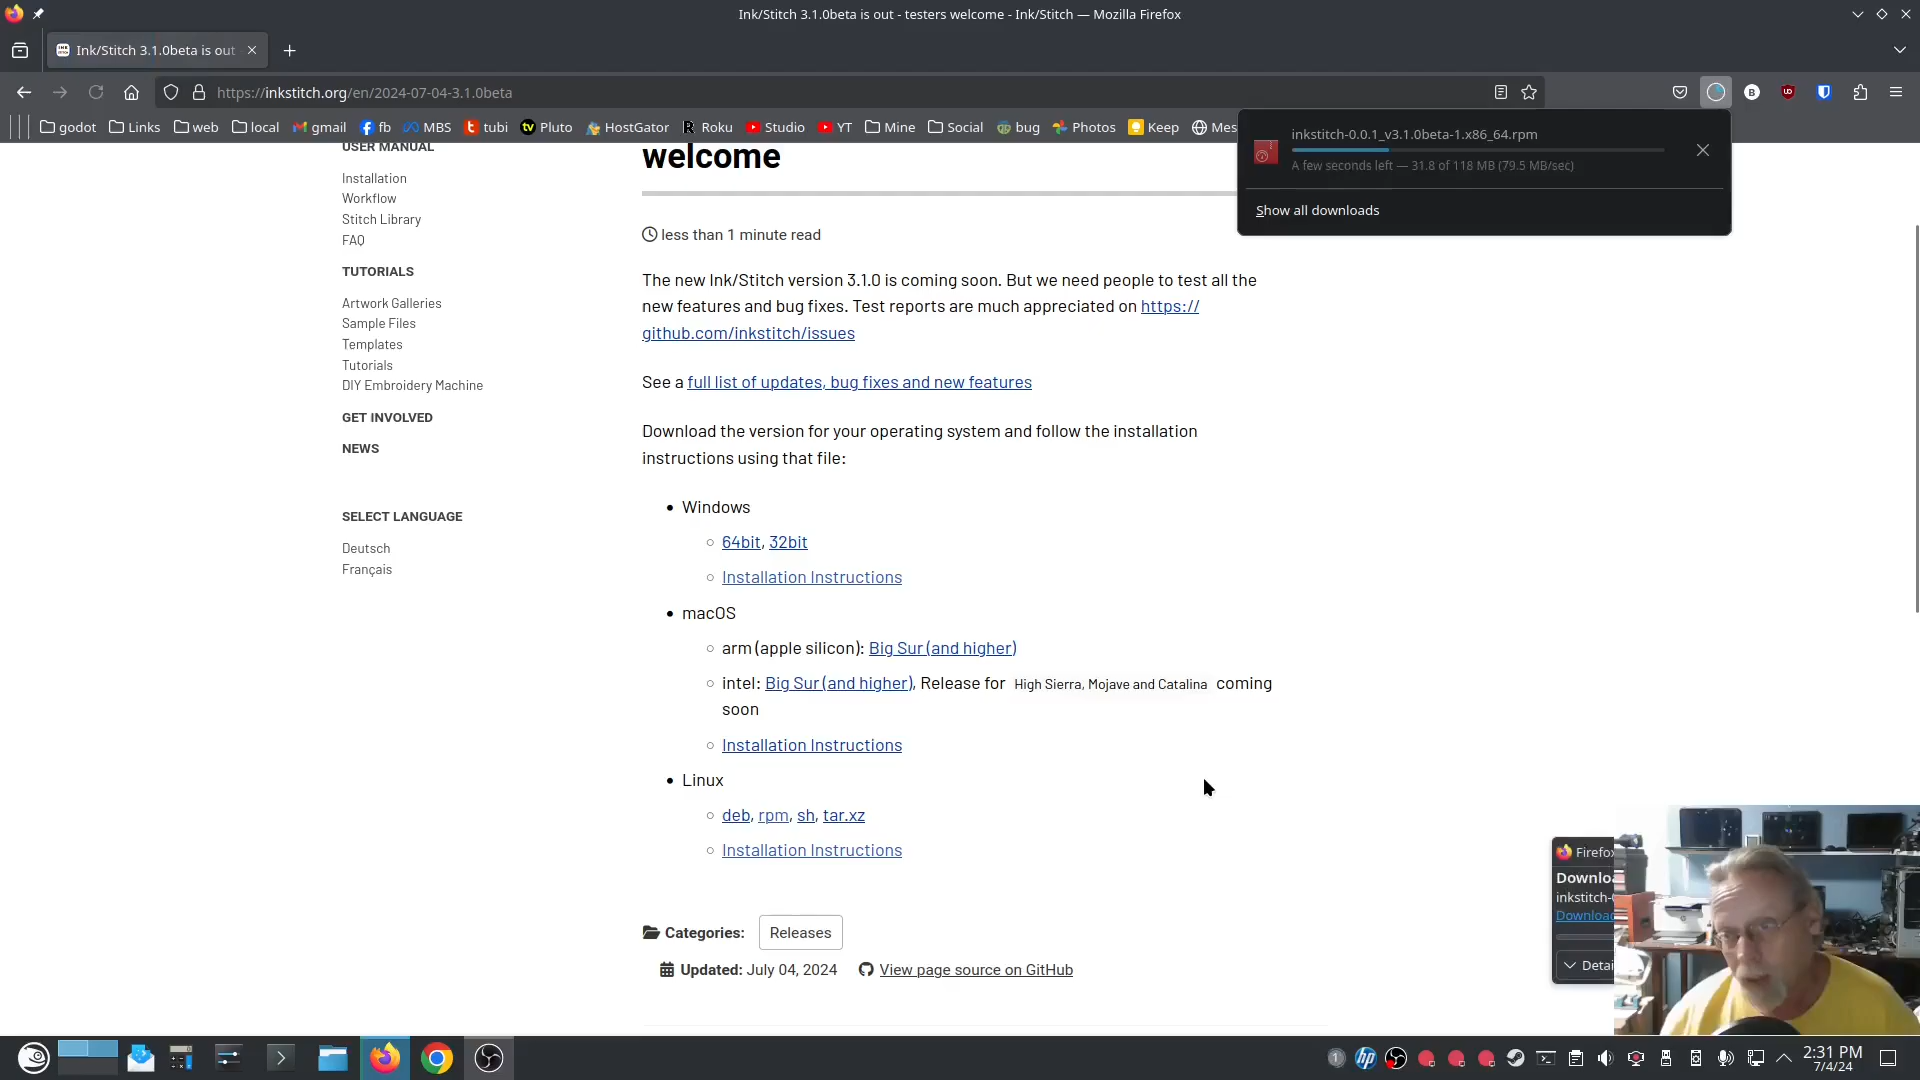 Ink/Stitch 3.1.0beta is out - testers welcome - Ink/Stitch — Mozilla Firefox
Ink/Stitch 3.1.0beta is out
https://inkstitch.org/en/2024-07-04-3.1.0beta
godot
Links
web
local
gmail
fb
MBS
tubi
Pluto
HostGator
Roku
Studio
YT
Mine
Social
bug
Photos
Keep
Mes
inkstitch-0.0.1_v3.1.0beta-1.x86_64.rpm
A few seconds left — 31.8 of 118 MB (79.5 MB/sec)
Show all downloads
USER MANUAL
Installation
Workflow
Stitch Library
FAQ
TUTORIALS
Artwork Galleries
Sample Files
Templates
Tutorials
DIY Embroidery Machine
GET INVOLVED
NEWS
SELECT LANGUAGE
Deutsch
Français
welcome
less than 1 minute read
The new Ink/Stitch version 3.1.0 is coming soon. But we need people to test all the
new features and bug fixes. Test reports are much appreciated on https://
github.com/inkstitch/issues
See a full list of updates, bug fixes and new features
Download the version for your operating system and follow the installation
instructions using that file:
Windows
64bit, 32bit
Installation Instructions
macOS
arm (apple silicon): Big Sur (and higher)
intel: Big Sur (and higher), Release for High Sierra, Mojave and Catalina coming
soon
Installation Instructions
Linux
deb, rpm, sh, tar.xz
Installation Instructions
Categories: Releases
Updated: July 04, 2024 View page source on GitHub
Firefox
Downloa
inkstitch-
Download
Detai
2:31 PM
7/4/24